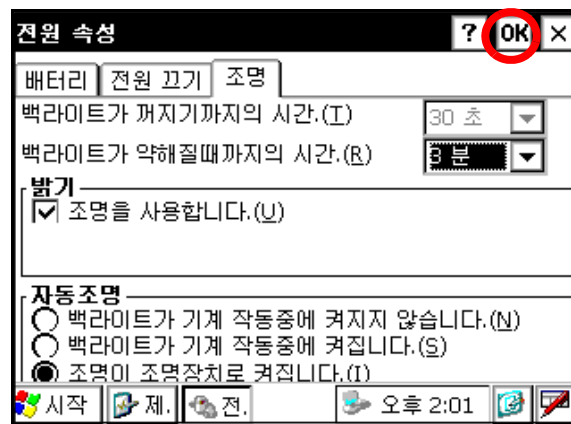 전원 속성 ? OK ×
배터리 전원 끄기 조명
백라이트가 꺼지기까지의 시간.(T) 30 초
백라이트가 약해질때까지의 시간.(R) 3 분
밝기
조명을 사용합니다.(U)
자동조명
백라이트가 기계 작동중에 켜지지 않습니다.(N)
백라이트가 기계 작동중에 켜집니다.(S)
조명이 조명장치로 켜집니다.(I)
시작 제. 전. 오후 2:01